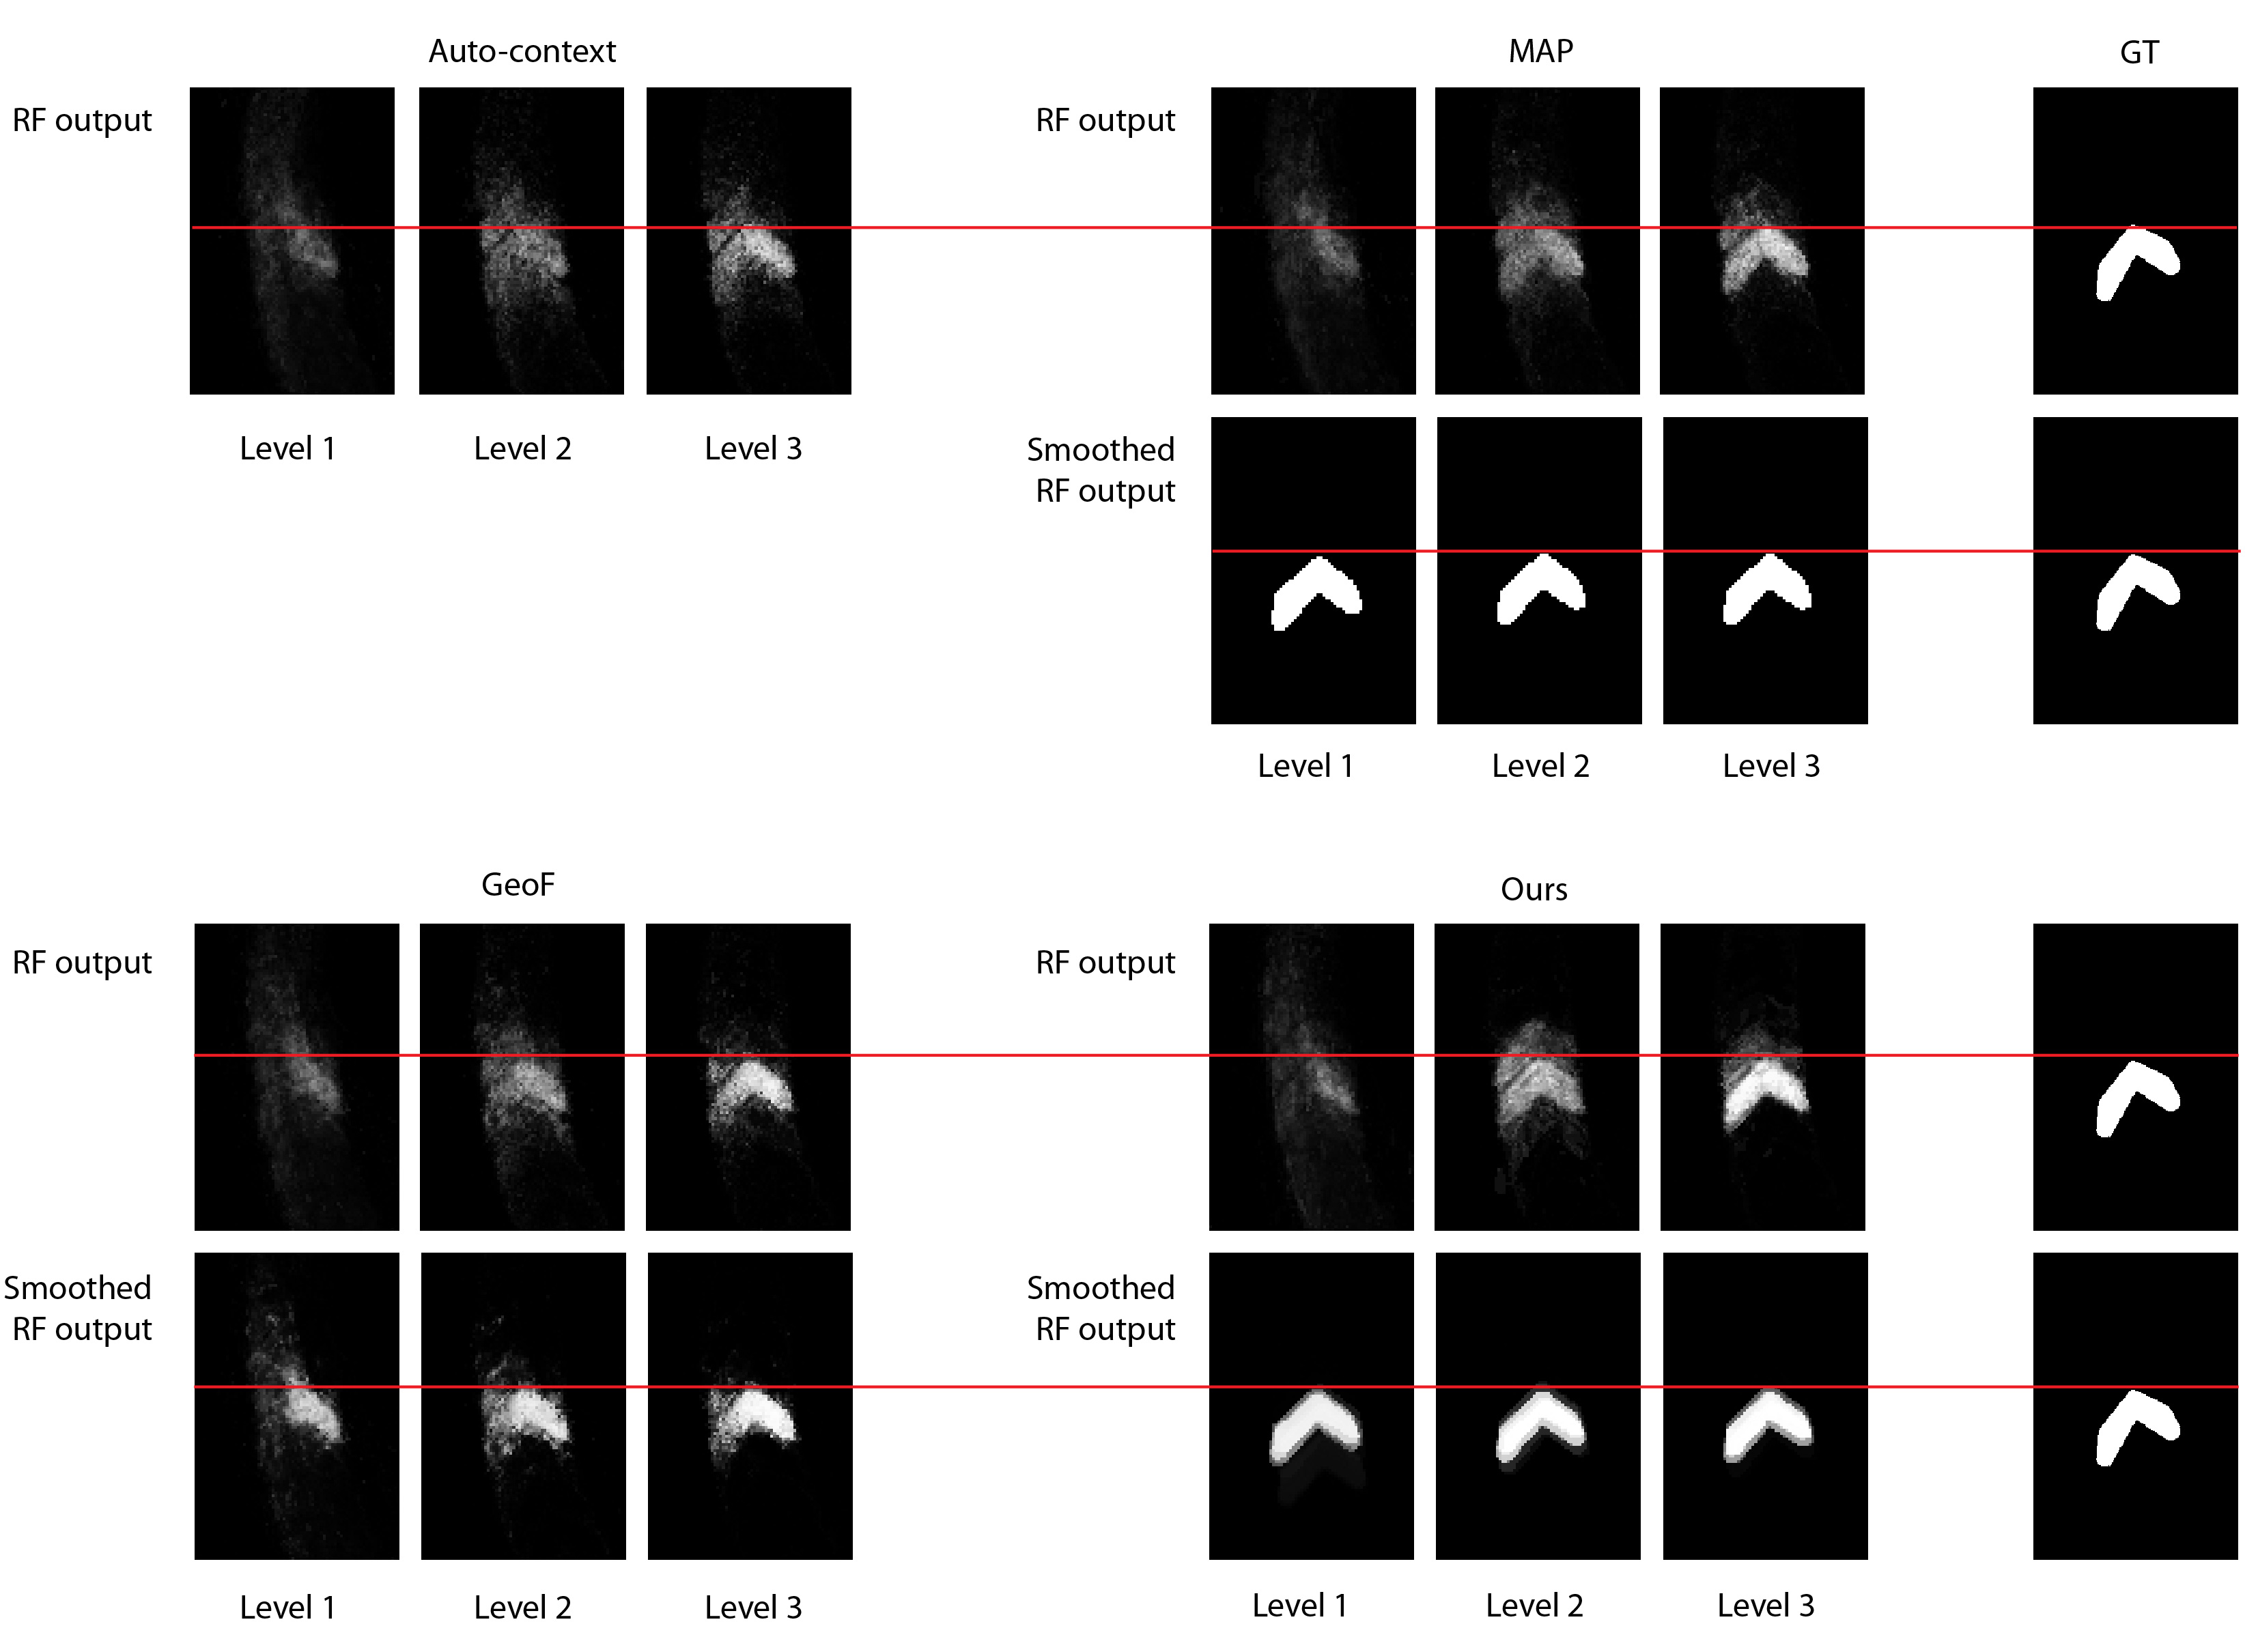 Auto-context
MAP
GT
RF output
RF output
Level 1
Level 2
Level 3
Smoothed
RF output
Level 1
Level 2
Level 3
GeoF
Ours
RF output
RF output
Smoothed
RF output
Smoothed
RF output
Level 1
Level 2
Level 3
Level 1
Level 2
Level 3